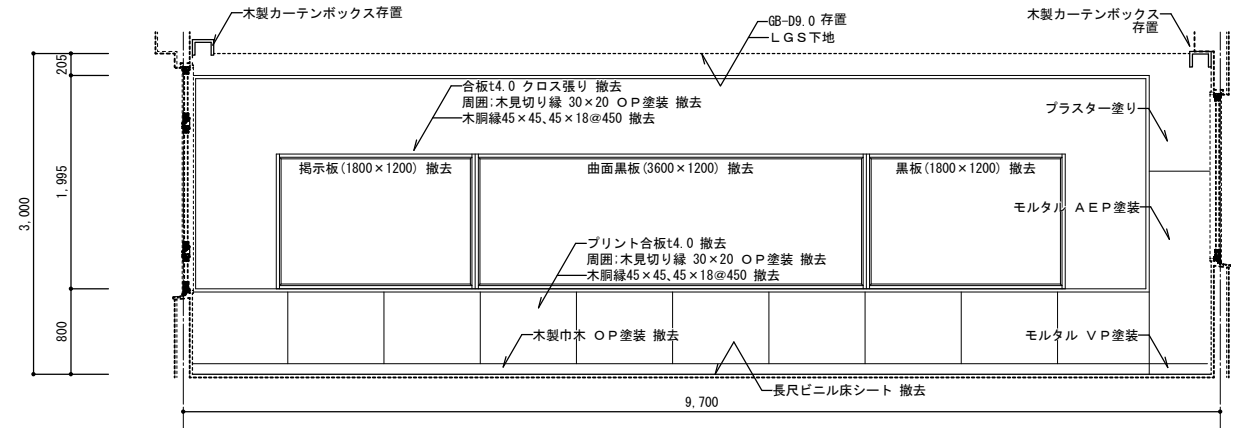 木製カーテンボックス存置
GB-D9.0 存置
LGS下地
木製カーテンボックス
存置
合板t4.0 クロス張り 撤去
周囲;木見切り縁 30×20 OP塗装 撤去
木胴縁45×45、45×18@450 撤去
プラスター塗り
掲示板(1800×1200) 撤去
曲面黒板(3600×1200) 撤去
黒板(1800×1200) 撤去
モルタル AEP塗装
プリント合板t4.0 撤去
周囲;木見切り縁 30×20 OP塗装 撤去
木胴縁45×45、45×18@450 撤去
木製巾木 OP塗装 撤去
モルタル VP塗装
長尺ビニル床シート 撤去
205
1,995
3,000
800
9,700